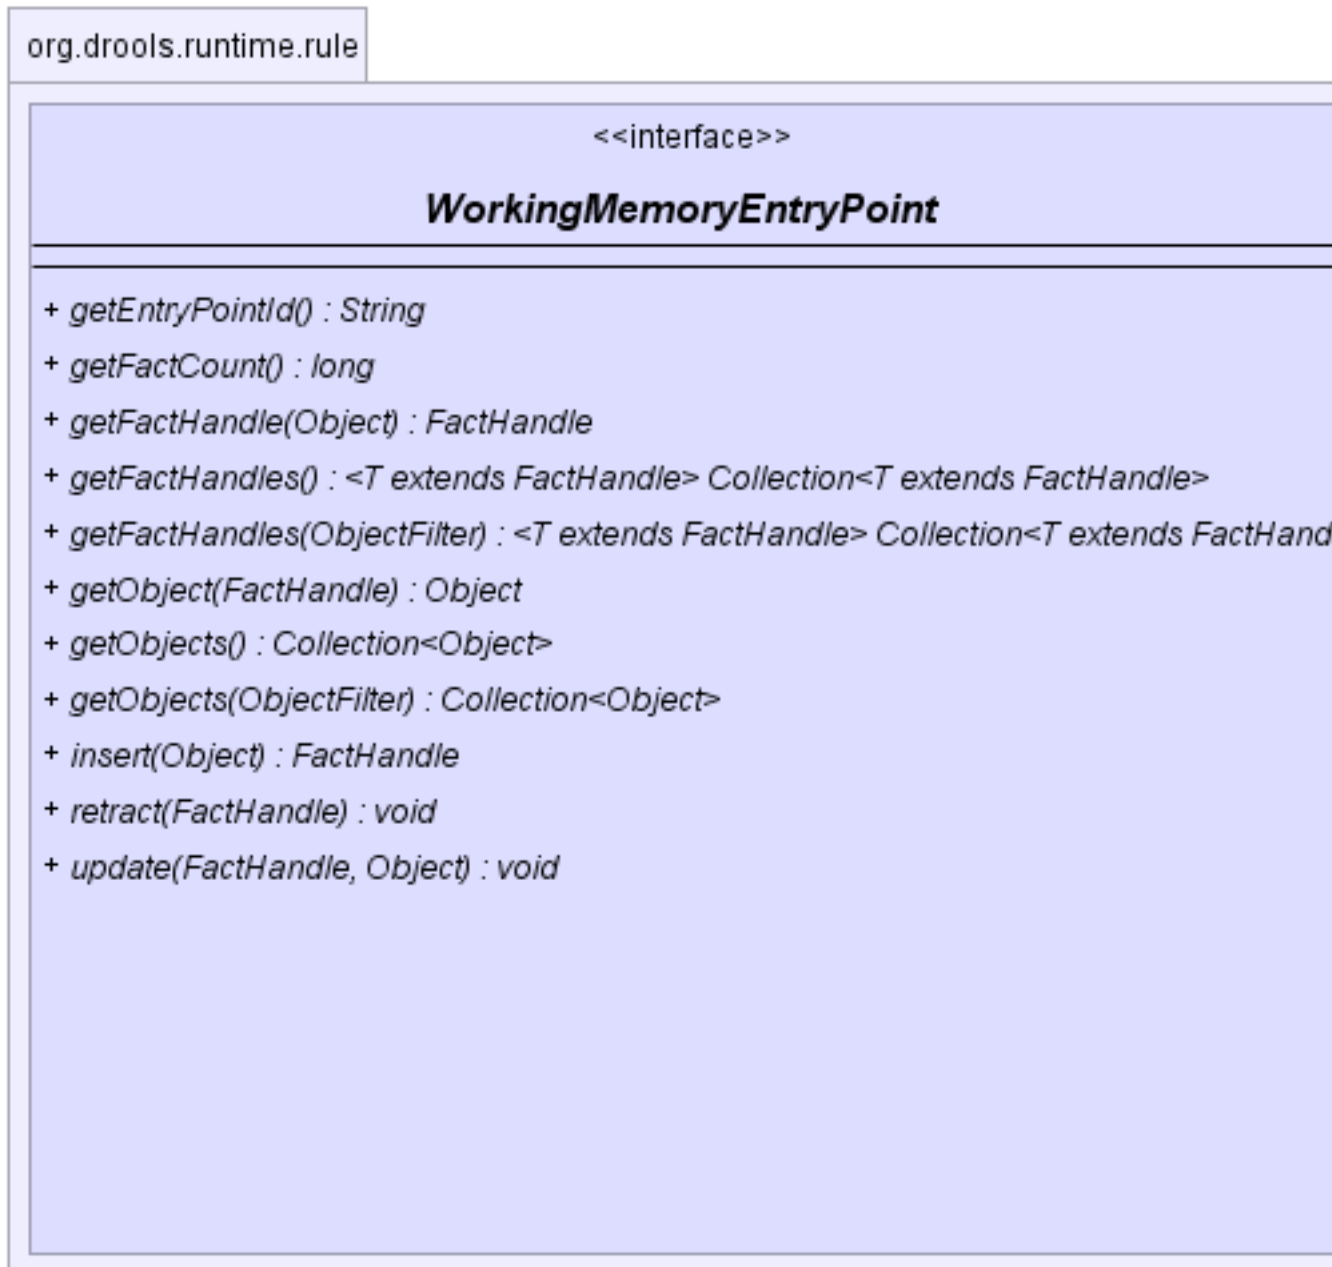 org.drools.runtime.rule
<<interface>>
WorkingMemoryEntryPoint
+ getEntryPointId() : String
+ getFactCount() : long
+ getFactHandle(Object) : FactHandle
+ getFactHandles() : <T extends FactHandle> Collection<T extends FactHandle>
+ getFactHandles(ObjectFilter) : <T extends FactHandle> Collection<T extends FactHand
+ getObject(FactHandle) : Object
+ getObjects() : Collection<Object>
+ getObjects(ObjectFilter) : Collection<Object>
+ insert(Object) : FactHandle
+ retract(FactHandle) : void
+ update(FactHandle, Object) : void